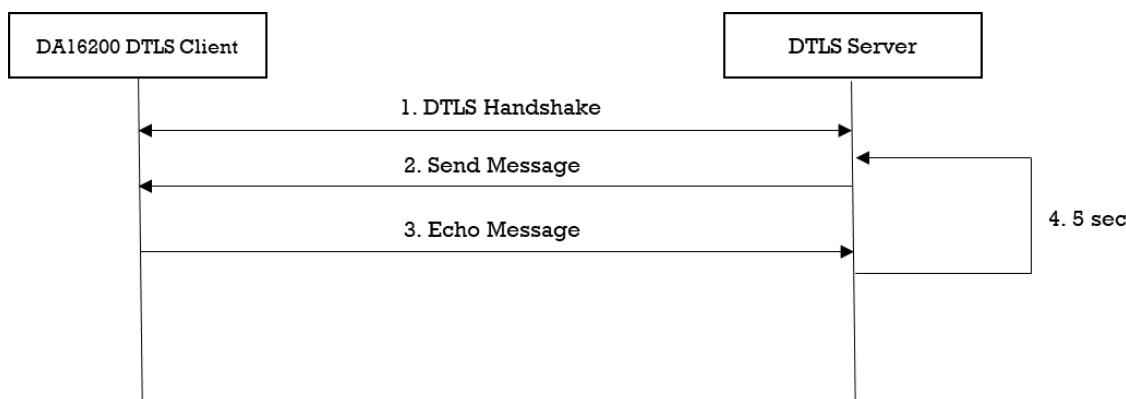 DA16200 DTLS Client
DTLS Server
1. DTLS Handshake
2. Send Message
3. Echo Message
4. 5 sec